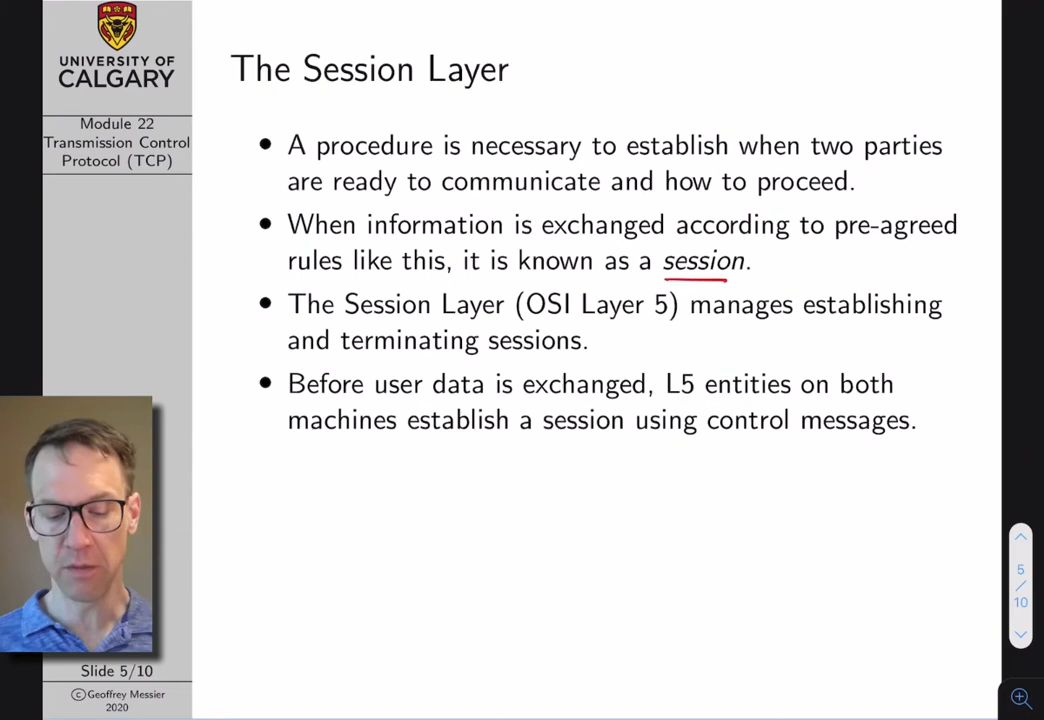 UNIVERSITY OF
CALGARY
Module 22
Transmission Control
Protocol (TCP)
The Session Layer
• A procedure is necessary to establish when two parties
are ready to communicate and how to proceed.
• When information is exchanged according to pre-agreed
rules like this, it is known as a session.
• The Session Layer (OSI Layer 5) manages establishing
and terminating sessions.
• Before user data is exchanged, L5 entities on both
machines establish a session using control messages.
5
/
10
Slide 5/10
©Geoffrey Messier
2020